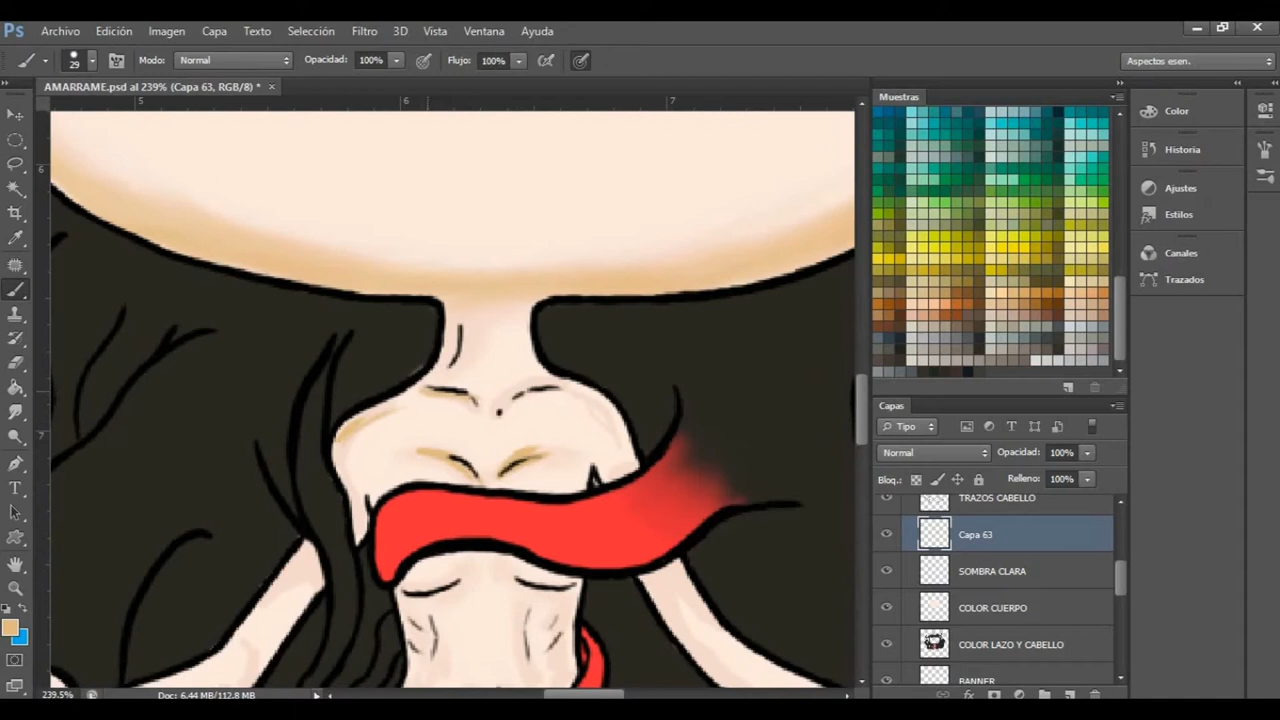 Ps Archivo Edición Imagen Capa Texto Selección Filtro 3D Vista Ventana Ayuda
29 Modo: Normal Opacidad: 100% Flujo: 100% Aspectos esen.
AMARRAME.psd al 239% (Capa 63, RGB/8) * ×
5 6 7
6
7
Muestras
Color
Historia
Ajustes
Estilos
Canales
Trazados
Capas
Tipo
Normal Opacidad: 100%
Bloq.: Relleno: 100%
TRAZOS CABELLO
Capa 63
SOMBRA CLARA
COLOR CUERPO
COLOR LAZO Y CABELLO
BANNER
239.5% Doc: 6.44 MB/112.8 MB